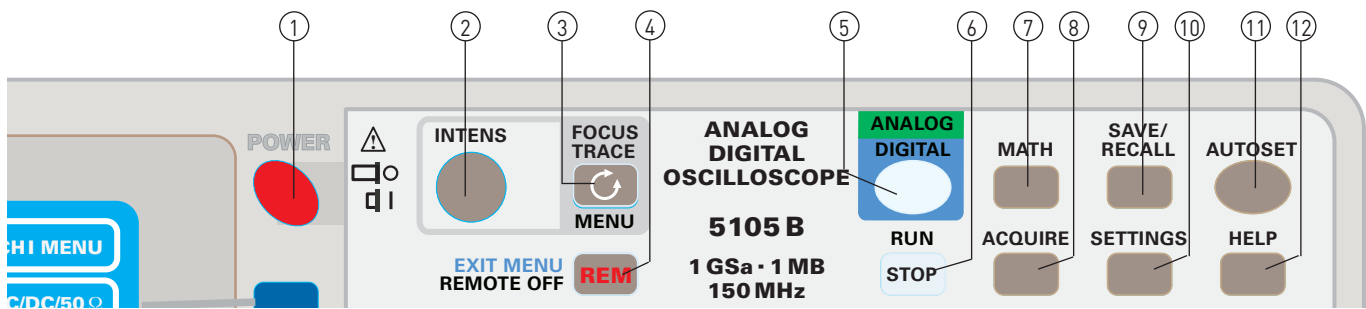 1 2 3 4 5 6 7 8 9 10 11 12
POWER
INTENS
FOCUS
TRACE
MENU
EXIT MENU
REMOTE OFF
REM
ANALOG
DIGITAL
OSCILLOSCOPE
5105 B
1 GSa · 1 MB
150 MHz
ANALOG
DIGITAL
RUN
STOP
MATH
SAVE/
RECALL
AUTOSET
ACQUIRE
SETTINGS
HELP
CH I MENU
C/DC/50 Ω